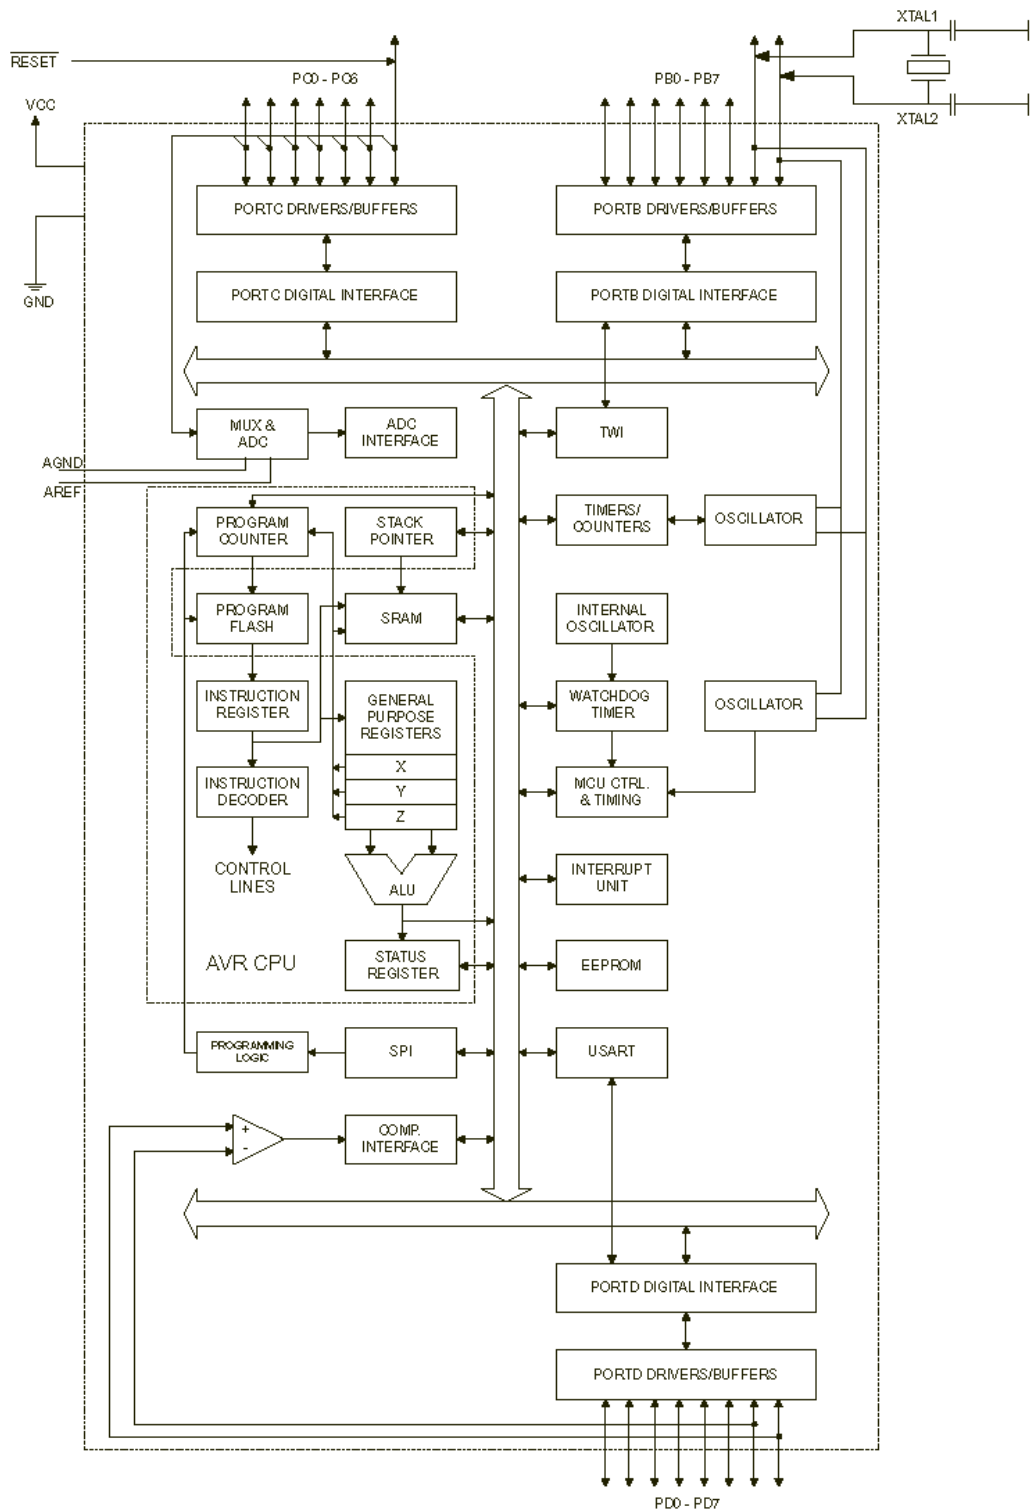 XTAL1
RESET
PC0 - PC6
PB0 - PB7
VCC
XTAL2
PORTC DRIVERS/BUFFERS
PORTB DRIVERS/BUFFERS
GND
PORTC DIGITAL INTERFACE
PORTB DIGITAL INTERFACE
MUX &
ADC
ADC
INTERFACE
TWI
AGND
AREF
PROGRAM
COUNTER
STACK
POINTER
TIMERS/
COUNTERS
OSCILLATOR
PROGRAM
FLASH
SRAM
INTERNAL
OSCILLATOR
INSTRUCTION
REGISTER
GENERAL
PURPOSE
REGISTERS
WATCHDOG
TIMER
OSCILLATOR
X
Y
Z
INSTRUCTION
DECODER
MCU CTRL.
& TIMING
CONTROL
LINES
ALU
INTERRUPT
UNIT
AVR CPU
STATUS
REGISTER
EEPROM
PROGRAMMING
LOGIC
SPI
USART
+
-
COMP.
INTERFACE
PORTD DIGITAL INTERFACE
PORTD DRIVERS/BUFFERS
PD0 - PD7